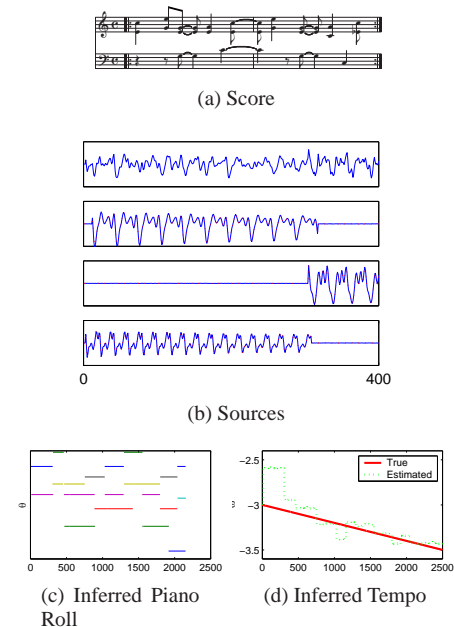 (a) Score
0 400
(b) Sources
θ
0 500 1000 1500 2000 2500
−2.5
−3
−3.5
ω
True
Estimated
0 500 1000 1500 2000 2500
(c) Inferred Piano Roll
(d) Inferred Tempo